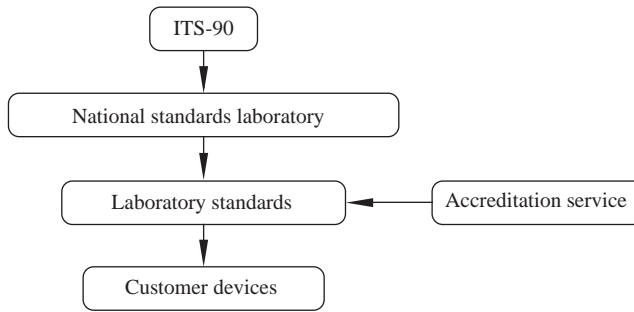 ITS-90
National standards laboratory
Laboratory standards
Accreditation service
Customer devices